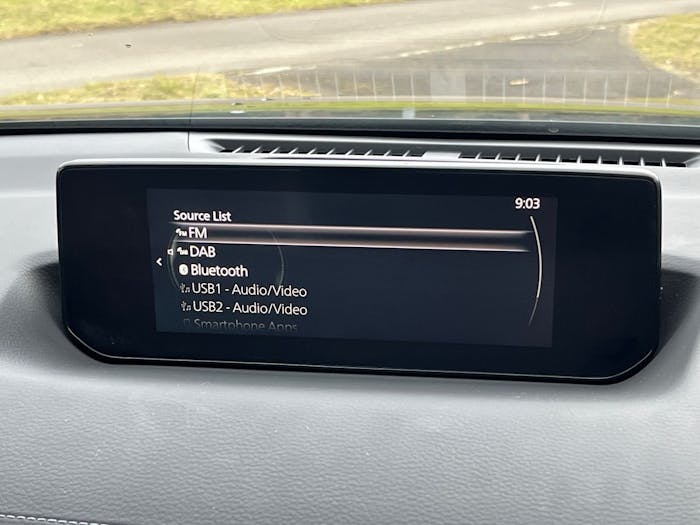 9:03
Source List
FM
DAB
Bluetooth
USB1 - Audio/Video
USB2 - Audio/Video
Smartphone Apps